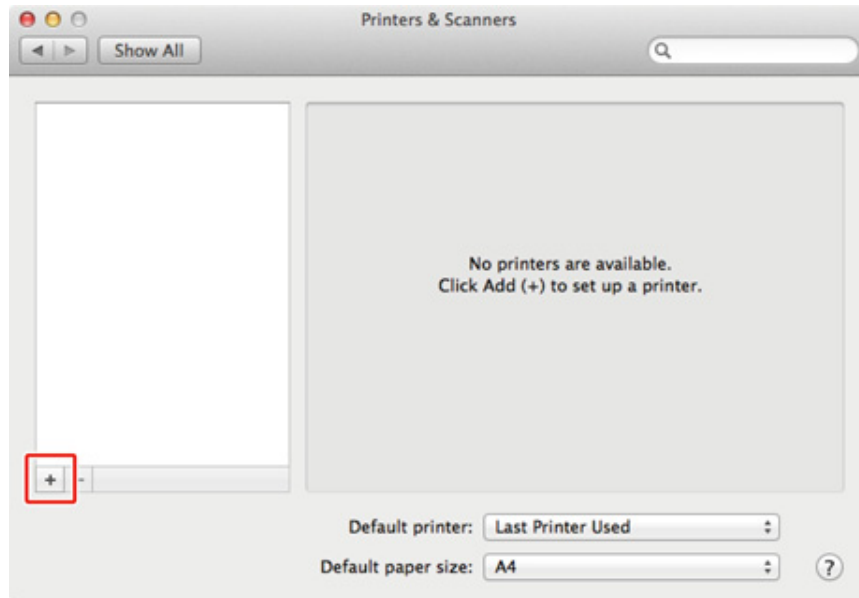 Printers & Scanners
Show All
No printers are available.
Click Add (+) to set up a printer.
+ -
Default printer: Last Printer Used
Default paper size: A4 ?